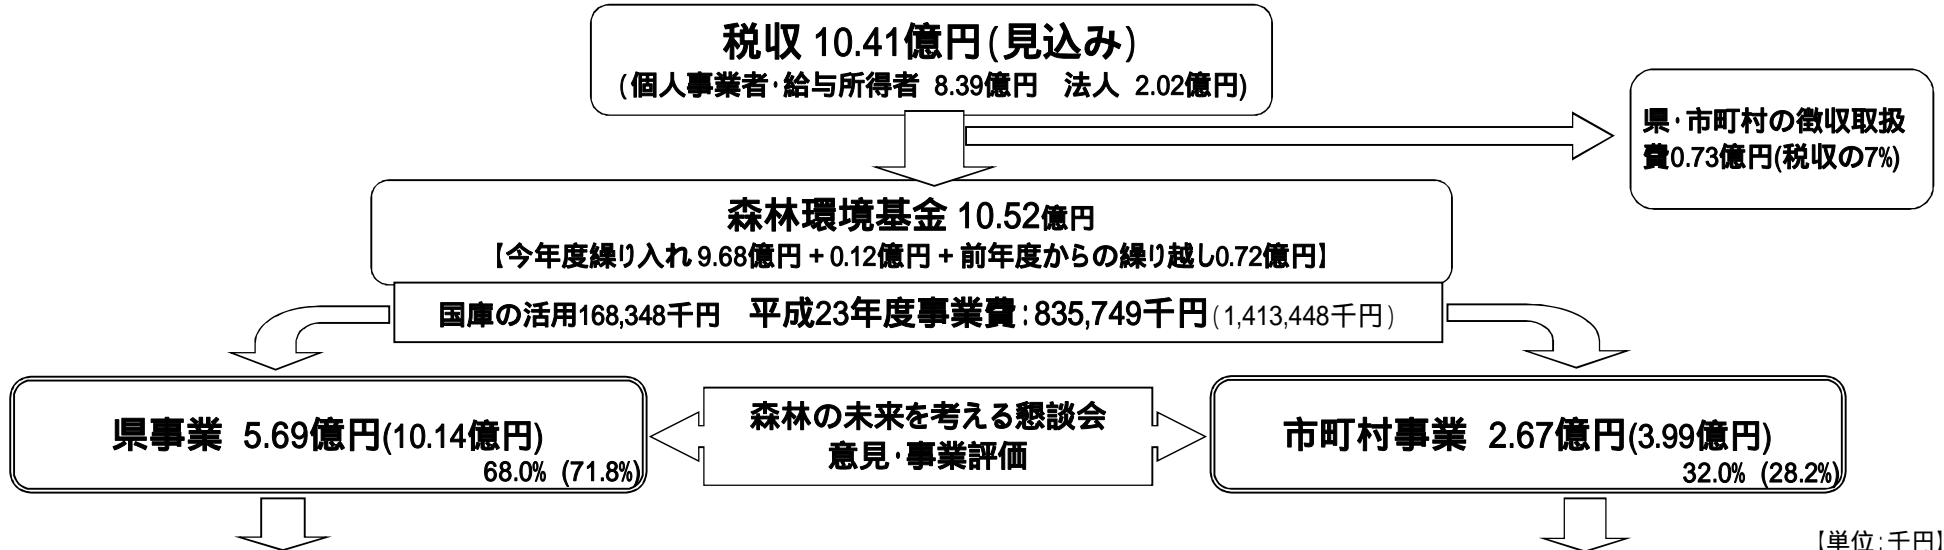 税収 10.41億円(見込み)
(個人事業者・給与所得者 8.39億円 法人 2.02億円)
県・市町村の徴収取扱
費0.73億円(税収の7%)
森林環境基金 10.52億円
【今年度繰り入れ 9.68億円 + 0.12億円 + 前年度からの繰り越し0.72億円】
国庫の活用168,348千円 平成23年度事業費:835,749千円(1,413,448千円)
県事業 5.69億円(10.14億円)
68.0% (71.8%)
森林の未来を考える懇談会
意見・事業評価
市町村事業 2.67億円(3.99億円)
32.0% (28.2%)
【単位:千円】